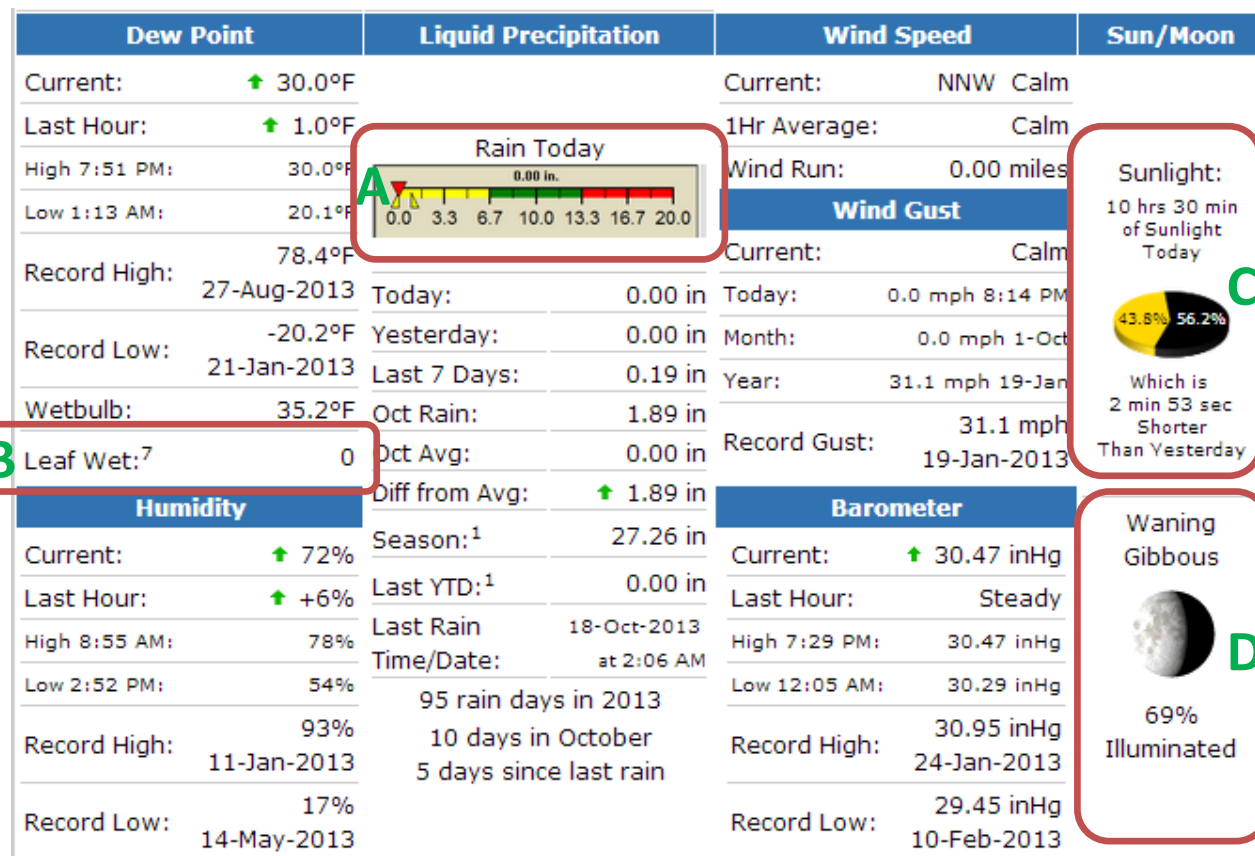 Dew Point
Current: 30.0°F
Last Hour: 1.0°F
High 7:51 PM: 30.0°F
Low 1:13 AM: 20.1°F
Record High: 78.4°F
27-Aug-2013
Record Low: -20.2°F
21-Jan-2013
Wetbulb: 35.2°F
B
Leaf Wet:7 0
Humidity
Current: 72%
Last Hour: +6%
High 8:55 AM: 78%
Low 2:52 PM: 54%
Record High: 93%
11-Jan-2013
Record Low: 17%
14-May-2013
Liquid Precipitation
Rain Today
A
0.00 in.
0.0 3.3 6.7 10.0 13.3 16.7 20.0
Today: 0.00 in
Yesterday: 0.00 in
Last 7 Days: 0.19 in
Oct Rain: 1.89 in
Oct Avg: 0.00 in
Diff from Avg: 1.89 in
Season:1 27.26 in
Last YTD:1 0.00 in
Last Rain 18-Oct-2013
Time/Date: at 2:06 AM
95 rain days in 2013
10 days in October
5 days since last rain
Wind Speed
Current: NNW Calm
1Hr Average: Calm
Wind Run: 0.00 miles
Wind Gust
Current: Calm
Today: 0.0 mph 8:14 PM
Month: 0.0 mph 1-Oct
Year: 31.1 mph 19-Jan
Record Gust: 31.1 mph
19-Jan-2013
Barometer
Current: 30.47 inHg
Last Hour: Steady
High 7:29 PM: 30.47 inHg
Low 12:05 AM: 30.29 inHg
Record High: 30.95 inHg
24-Jan-2013
Record Low: 29.45 inHg
10-Feb-2013
Sun/Moon
Sunlight:
10 hrs 30 min
of Sunlight
Today
C
43.8% 56.2%
Which is
2 min 53 sec
Shorter
Than Yesterday
Waning
Gibbous
D
69%
Illuminated